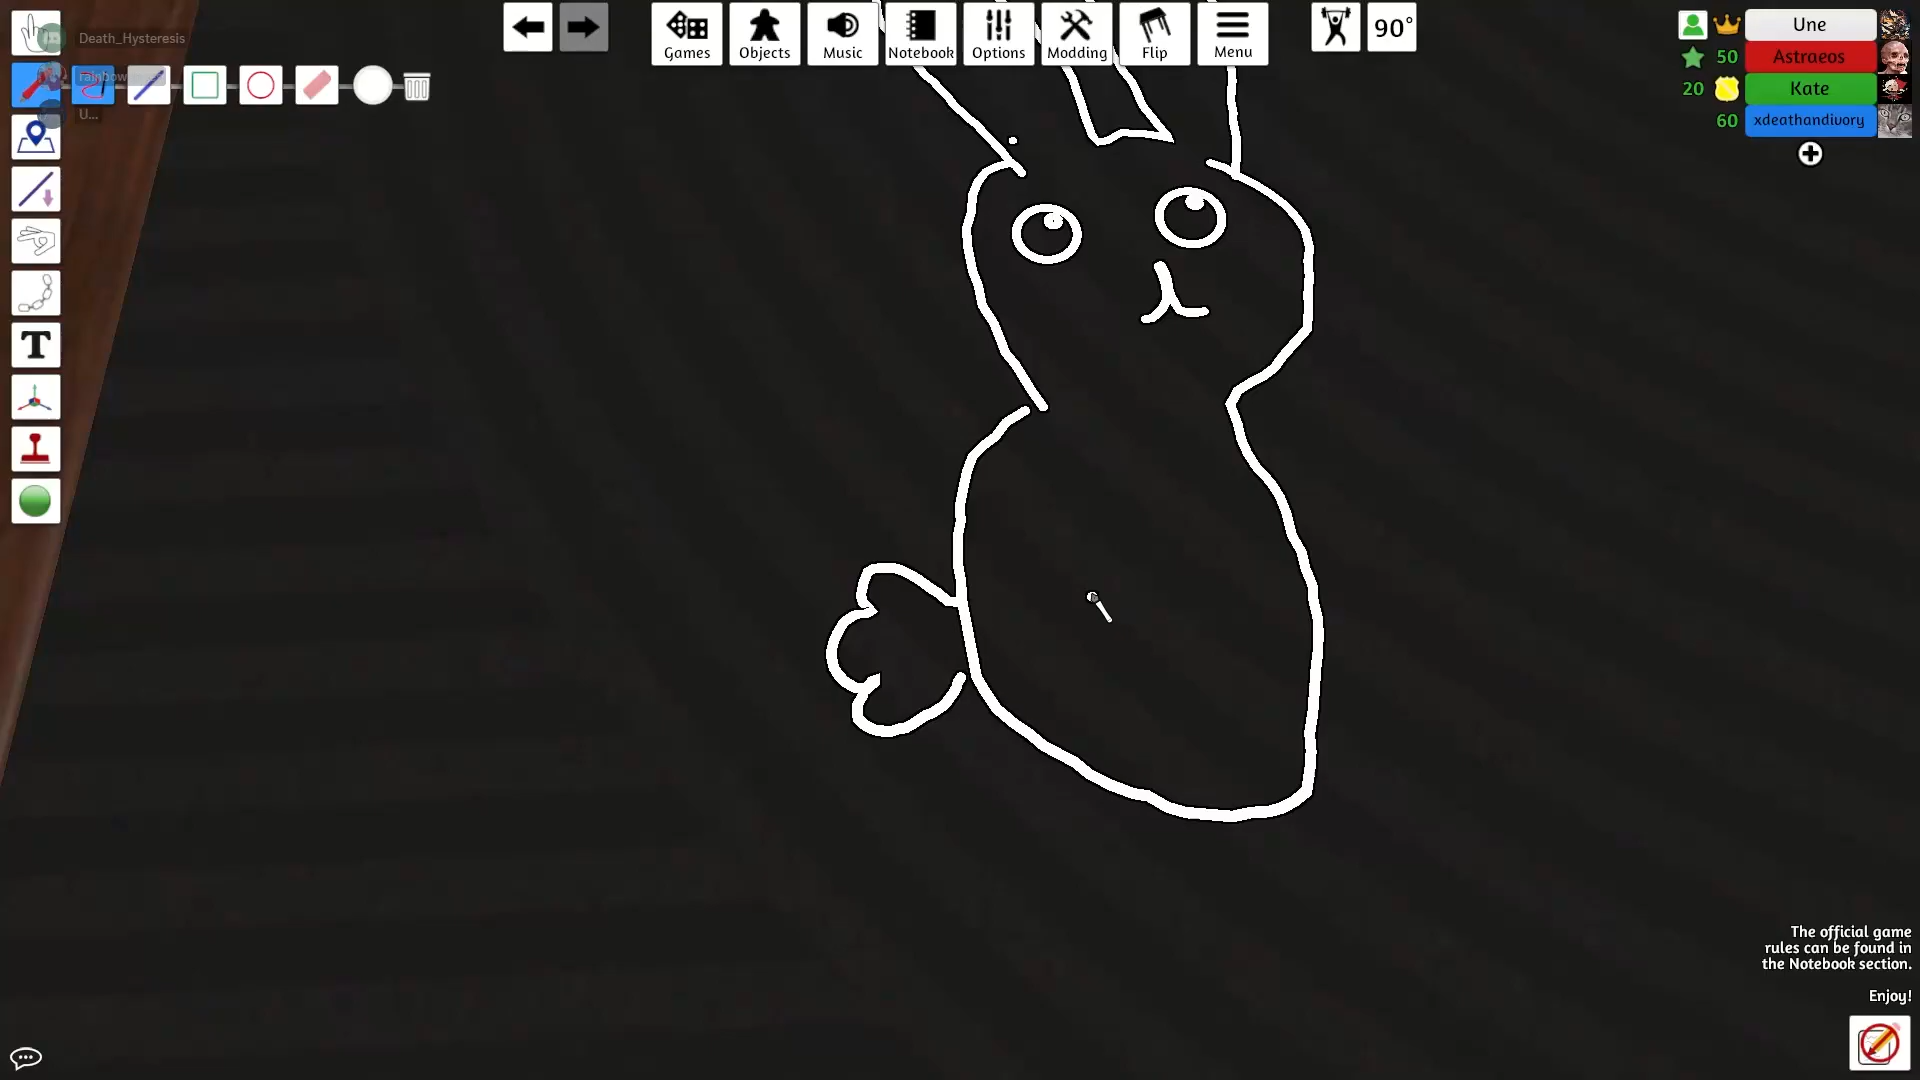 Death_Hysteresis
rainbow
U...
Games
Objects
Music
Notebook
Options
Modding
Flip
Menu
90°
Une
50 Astraeos
20 Kate
60 xdeathandivory
T
The official game
rules can be found in
the Notebook section.
Enjoy!